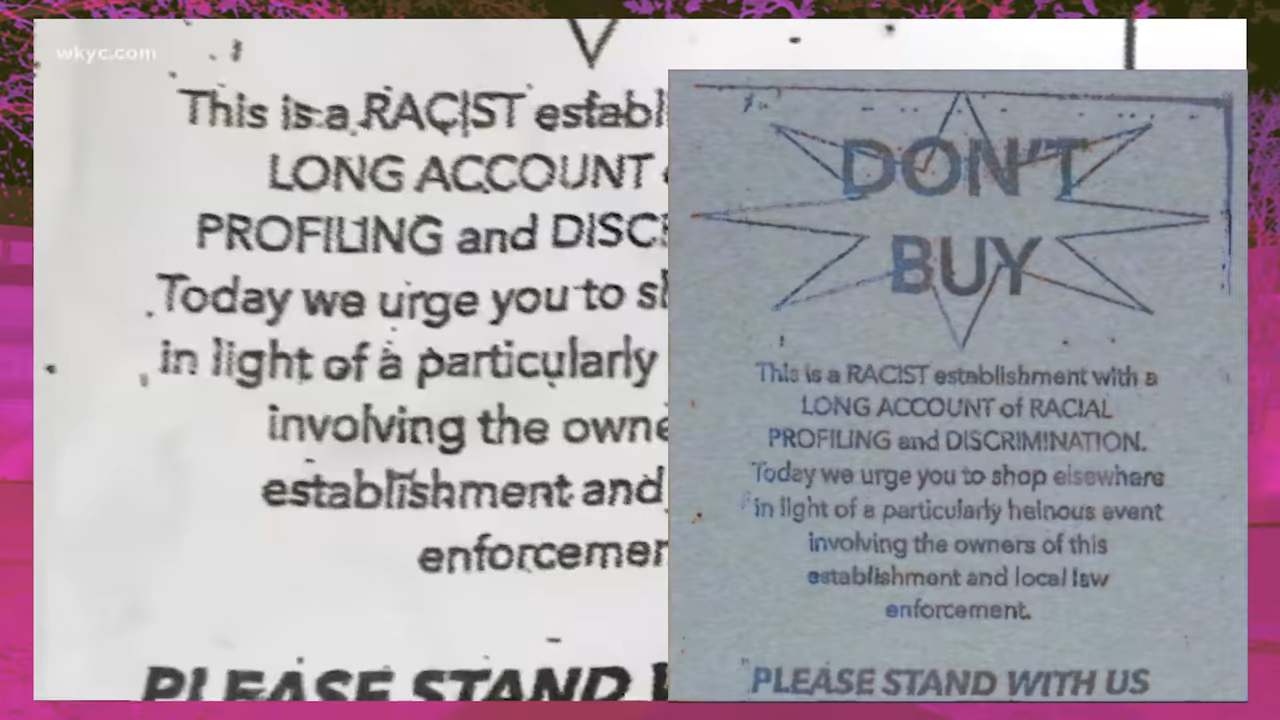 wkyc.com
This is a RACIST establ
LONG ACCOUNT
PROFILING and DISC
Today we urge you to
in light of a particularly
involving the owne
establishment and
enforcemen
PLEASE STAND
DON'T
BUY
This is a RACIST establishment with a
LONG ACCOUNT of RACIAL
PROFILING and DISCRIMINATION.
Today we urge you to shop elsewhere
in light of a particularly heinous event
involving the owners of this
establishment and local law
enforcement.
PLEASE STAND WITH US